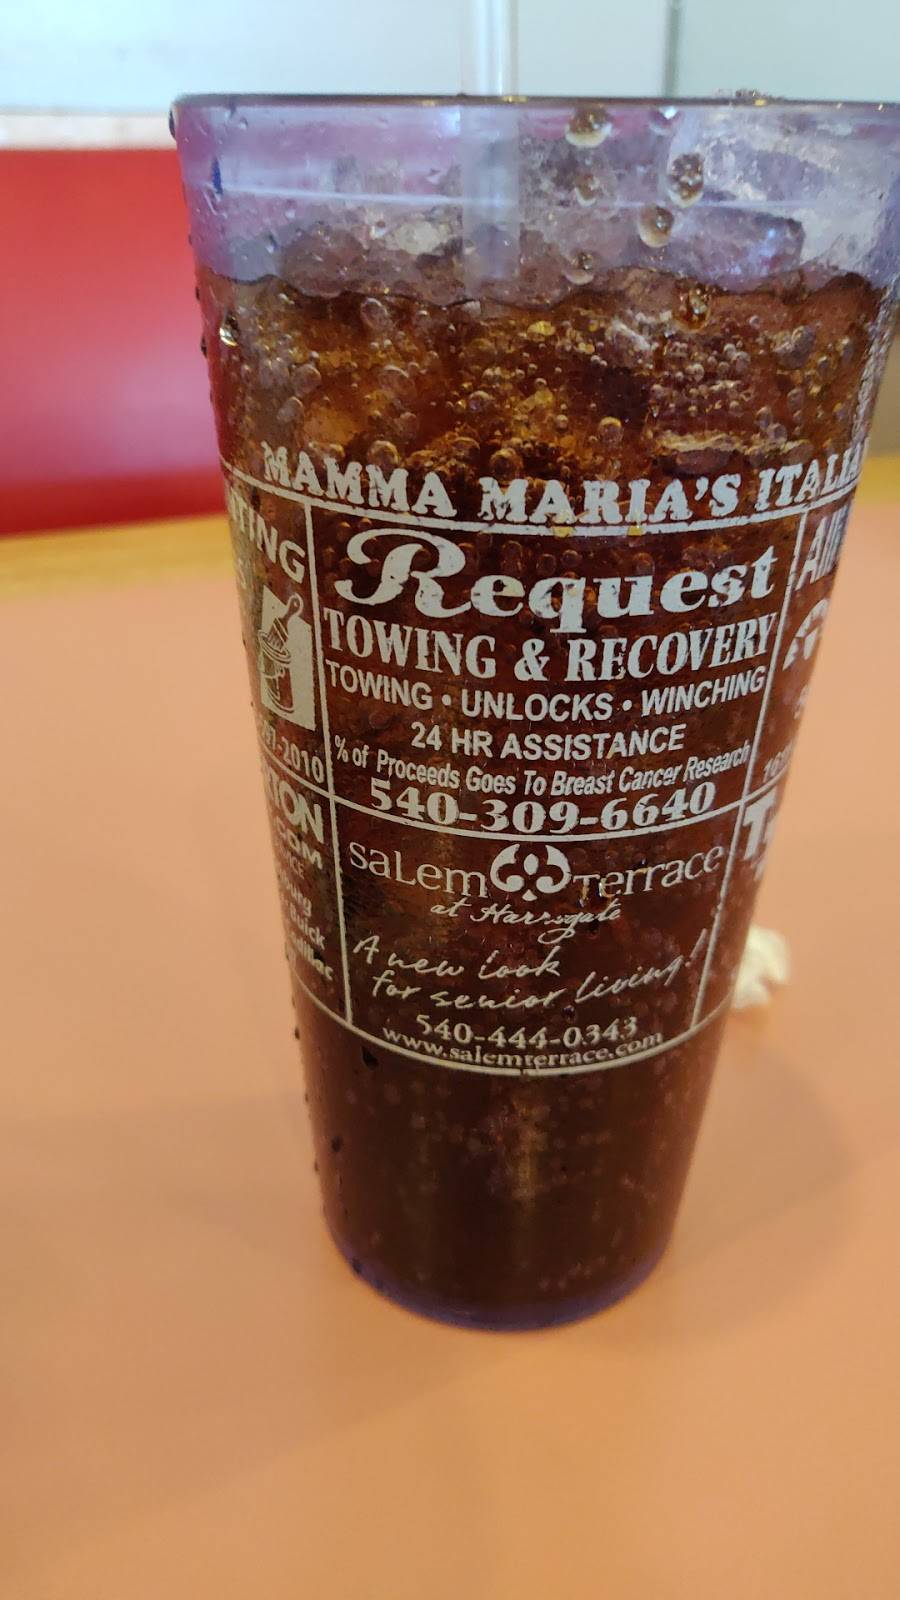 MAMMA MARIA'S
Request
TOWING & RECOVERY
TOWING • UNLOCKS • WINCHING
24 HR ASSISTANCE
% of Proceeds Goes To Breast Cancer Research
540-309-6640
saLem Terrace
at Harrogate
A new look
for senior living!
540-444-0343
www.salemterrace.com
Buick